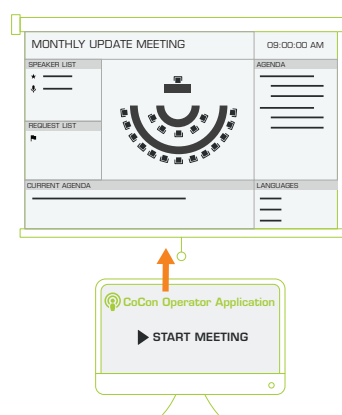 MONTHLY UPDATE MEETING
09:00:00 AM
SPEAKER LIST
AGENDA
REQUEST LIST
CURRENT AGENDA
LANGUAGES
CoCon Operator Application
START MEETING